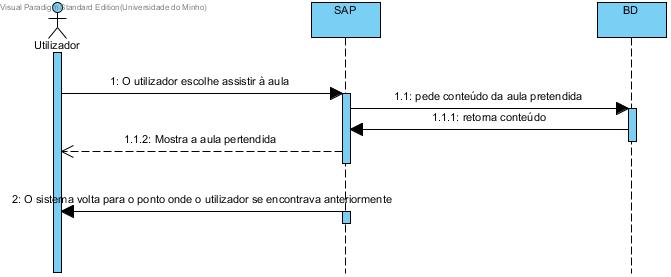 Visual Paradigm Standard Edition(Universidade do Minho)
SAP
BD
Utilizador
1: O utilizador escolhe assistir à aula
1.1: pede conteúdo da aula pretendida
1.1.1: retorna conteúdo
1.1.2: Mostra a aula pertendida
2: O sistema volta para o ponto onde o utilizador se encontrava anteriormente